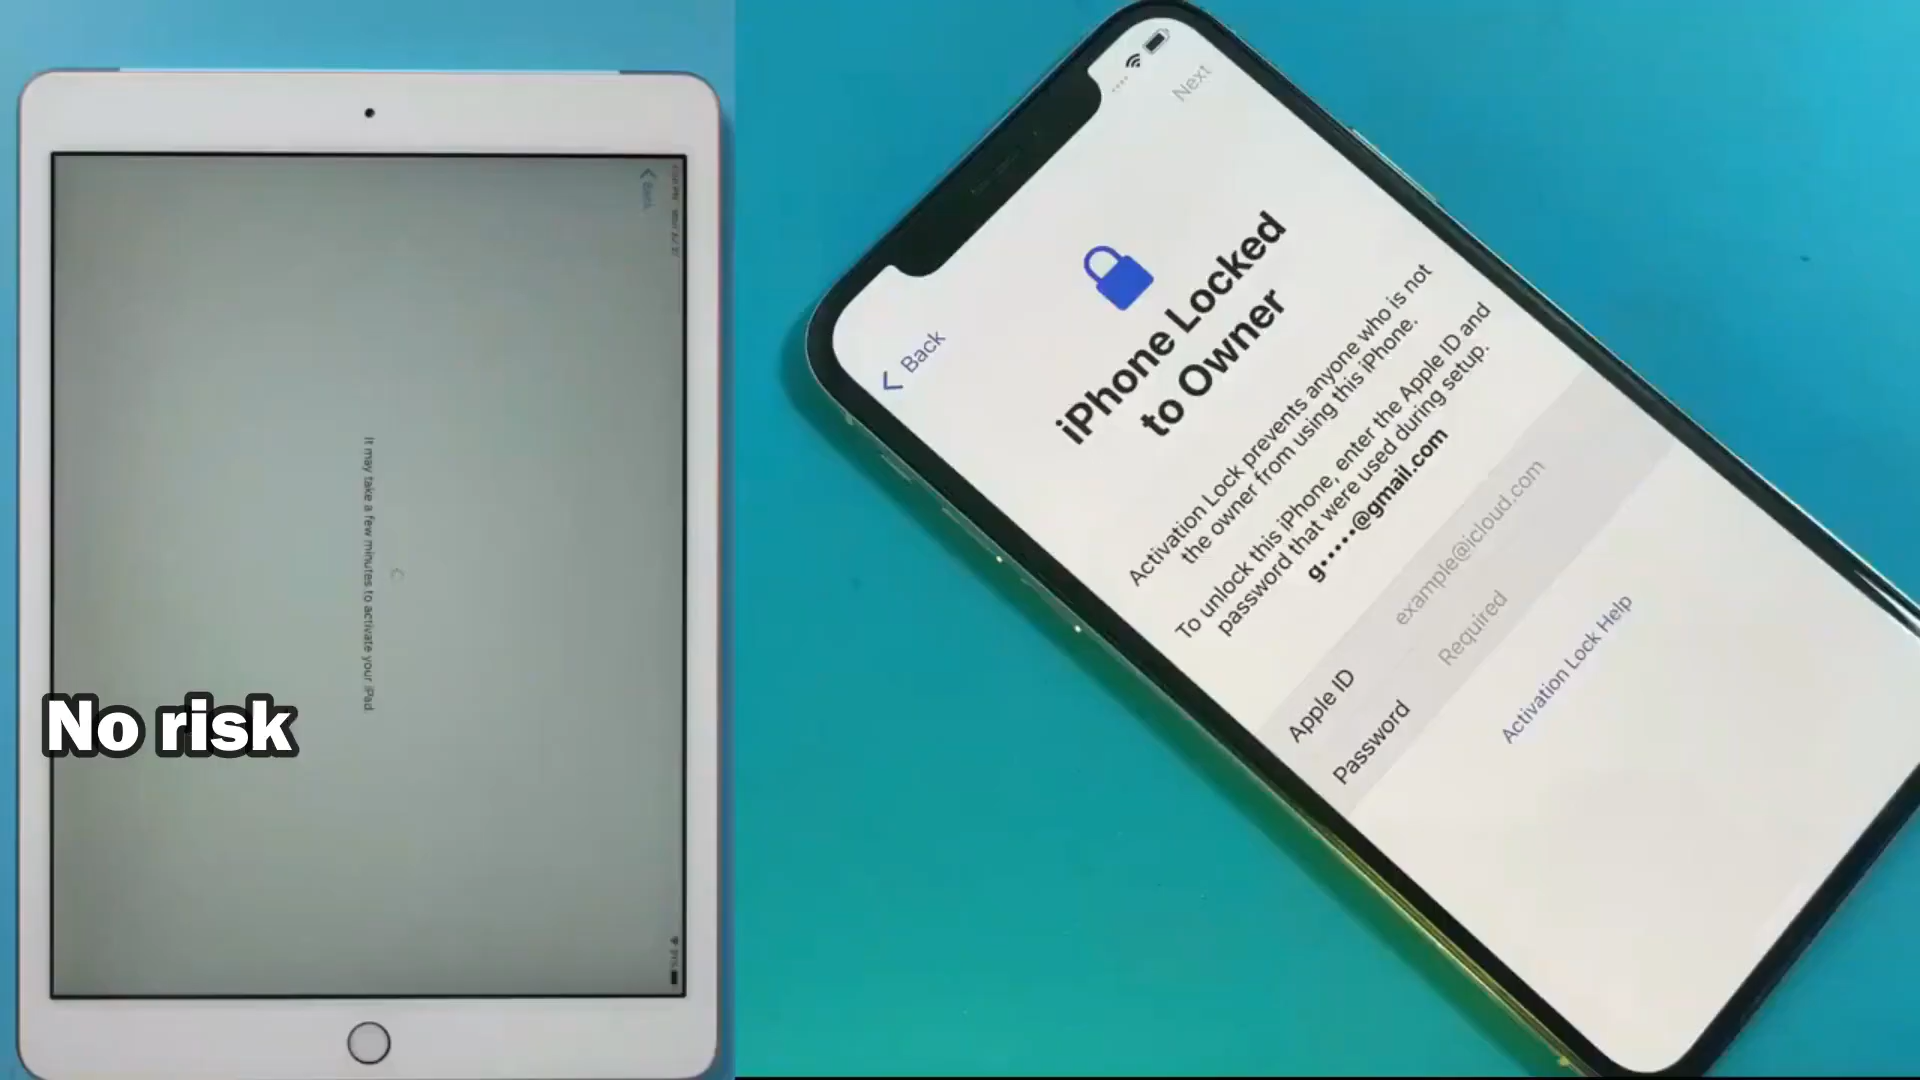 Back
It may take a few minutes to activate your iPad
No risk
Next
Back
iPhone Locked
to Owner
Activation Lock prevents anyone who is not
the owner from using this iPhone.
To unlock this iPhone, enter the Apple ID and
password that were used during setup.
g•••••@gmail.com
Apple ID example@icloud.com
Password Required
Activation Lock Help